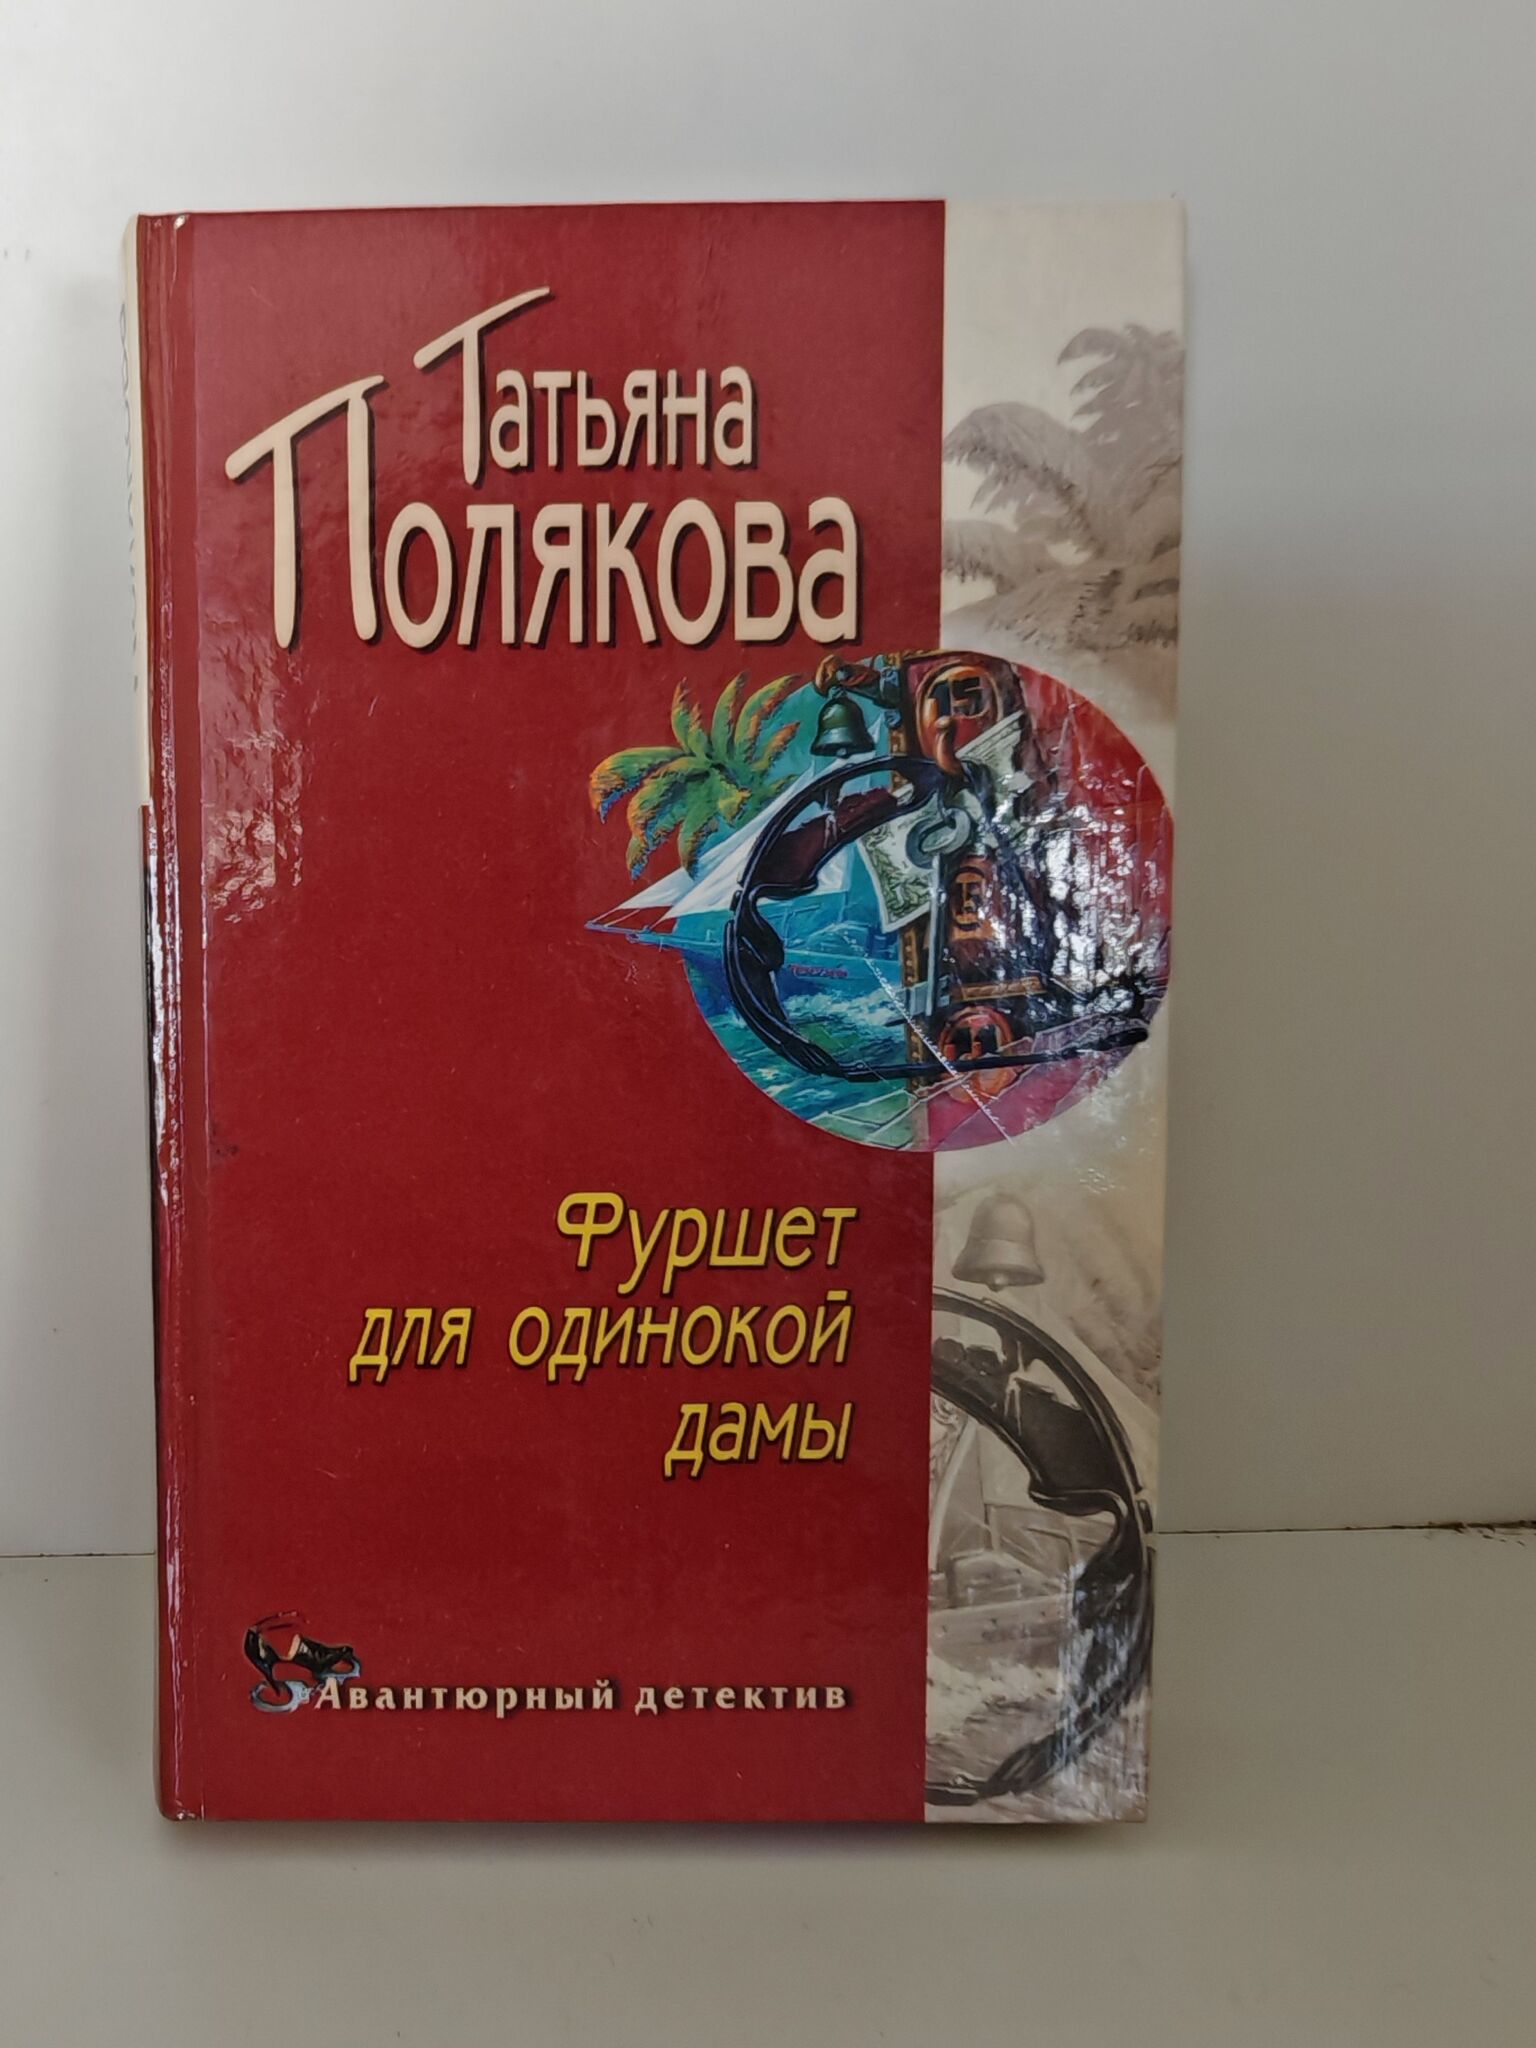 Татьяна
Полякова
15
Фуршет
для одинокой
дамы
Авантюрный детектив